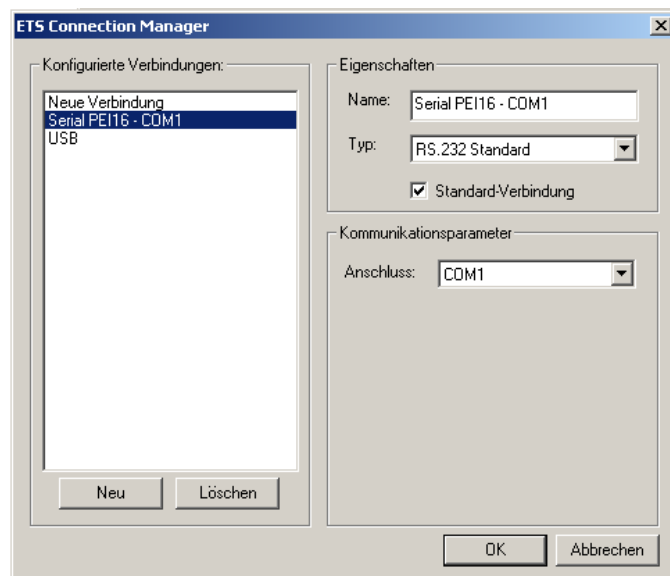 ETS Connection Manager
Konfigurierte Verbindungen:
Neue Verbindung
Serial PEI16 - COM1
USB
Neu
Löschen
Eigenschaften
Name:
Serial PEI16 - COM1
Typ:
RS.232 Standard
Standard-Verbindung
Kommunikationsparameter
Anschluss:
COM1
OK
Abbrechen